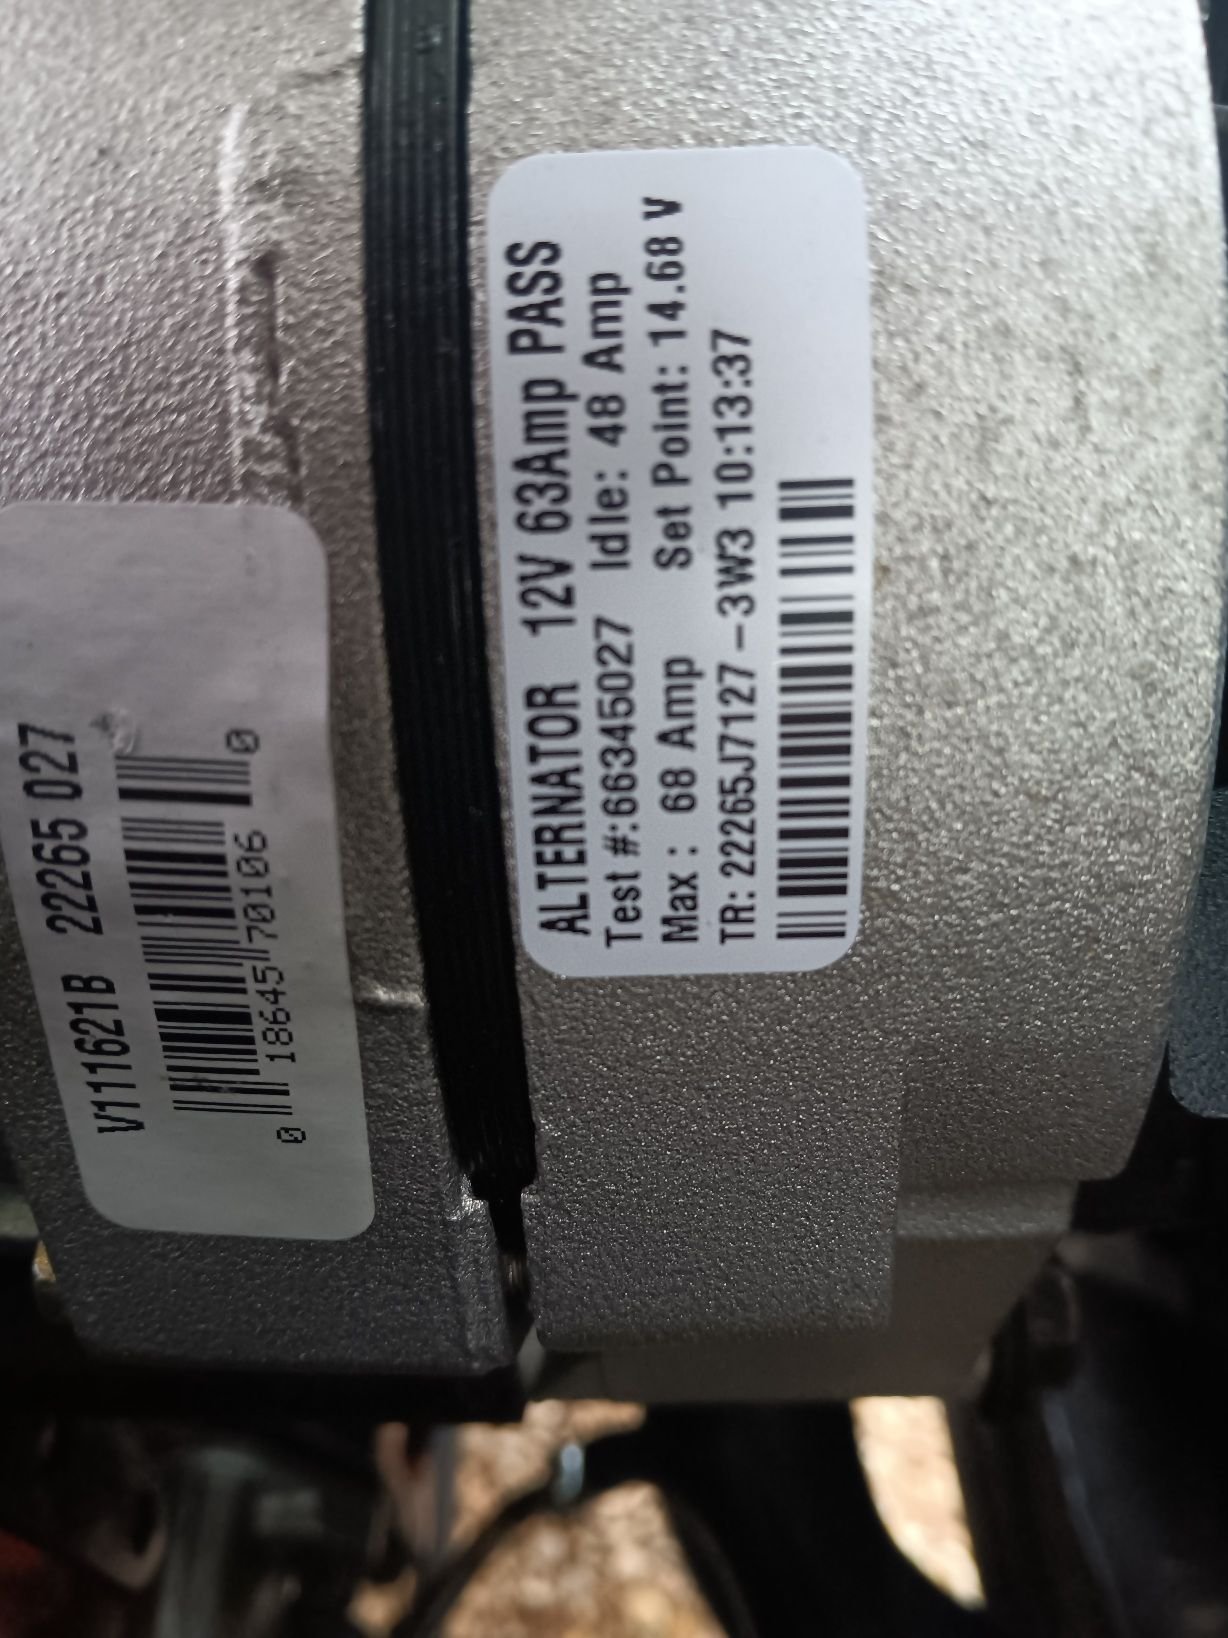 V111621B 22265 027
0 18645 70106 0
ALTERNATOR 12V 63Amp PASS
Test #:66345027 Idle: 48 Amp
Max : 68 Amp Set Point: 14.68 V
TR: 22265J7127-3W3 10:13:37